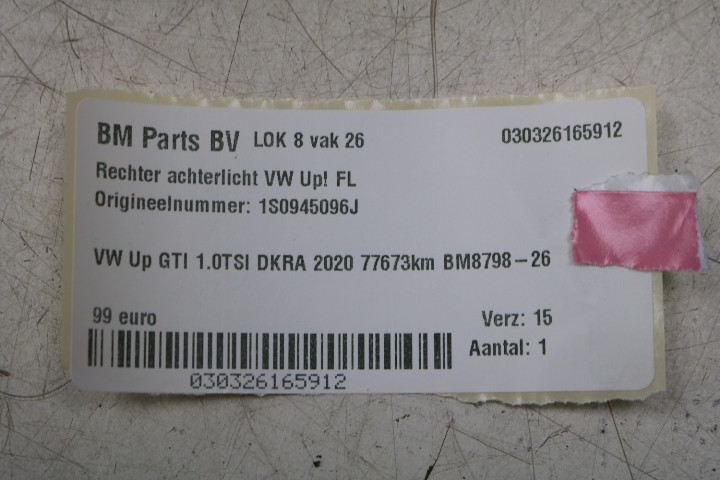 BM Parts BV LOK 8 vak 26 030326165912
Rechter achterlicht VW Up! FL
Origineelnummer: 1S0945096J
VW Up GTI 1.0TSI DKRA 2020 77673km BM8798-26
99 euro Verz: 15
Aantal: 1
030326165912